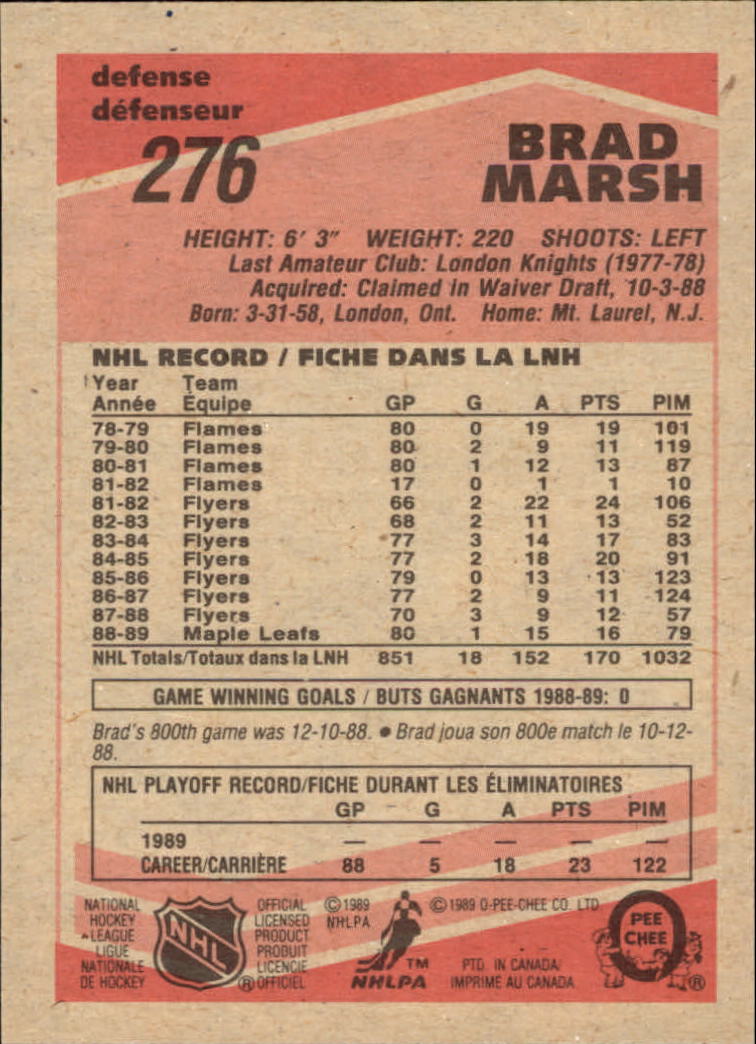 defense
défenseur
276
BRAD
MARSH
HEIGHT: 6' 3" WEIGHT: 220 SHOOTS: LEFT
Last Amateur Club: London Knights (1977-78)
Acquired: Claimed in Waiver Draft, 10-3-88
Born: 3-31-58, London, Ont. Home: Mt. Laurel, N.J.
NHL RECORD / FICHE DANS LA LNH
Year Team
Année Équipe GP G A PTS PIM
78-79 Flames 80 0 19 19 101
79-80 Flames 80 2 9 11 119
80-81 Flames 80 1 12 13 87
81-82 Flames 17 0 1 1 10
81-82 Flyers 66 2 22 24 106
82-83 Flyers 68 2 11 13 52
83-84 Flyers 77 3 14 17 83
84-85 Flyers 77 2 18 20 91
85-86 Flyers 79 0 13 13 123
86-87 Flyers 77 2 9 11 124
87-88 Flyers 70 3 9 12 57
88-89 Maple Leafs 80 1 15 16 79
NHL Totals/Totaux dans la LNH 851 18 152 170 1032
GAME WINNING GOALS / BUTS GAGNANTS 1988-89: 0
Brad's 800th game was 12-10-88. ● Brad joua son 800e match le 10-12-
88.
NHL PLAYOFF RECORD/FICHE DURANT LES ÉLIMINATOIRES
GP G A PTS PIM
1989 — — — — —
CAREER/CARRIÈRE 88 5 18 23 122
NATIONAL
HOCKEY
LEAGUE
LIGUE
NATIONALE
DE HOCKEY
NHL
OFFICIAL
LICENSED
PRODUCT
PRODUIT
LICENCIE
® OFFICIEL
© 1989
NHLPA
TM
NHLPA
© 1989 O-PEE-CHEE CO. LTD
PTD. IN CANADA/
IMPRIME AU CANADA
PEE
CHEE
®